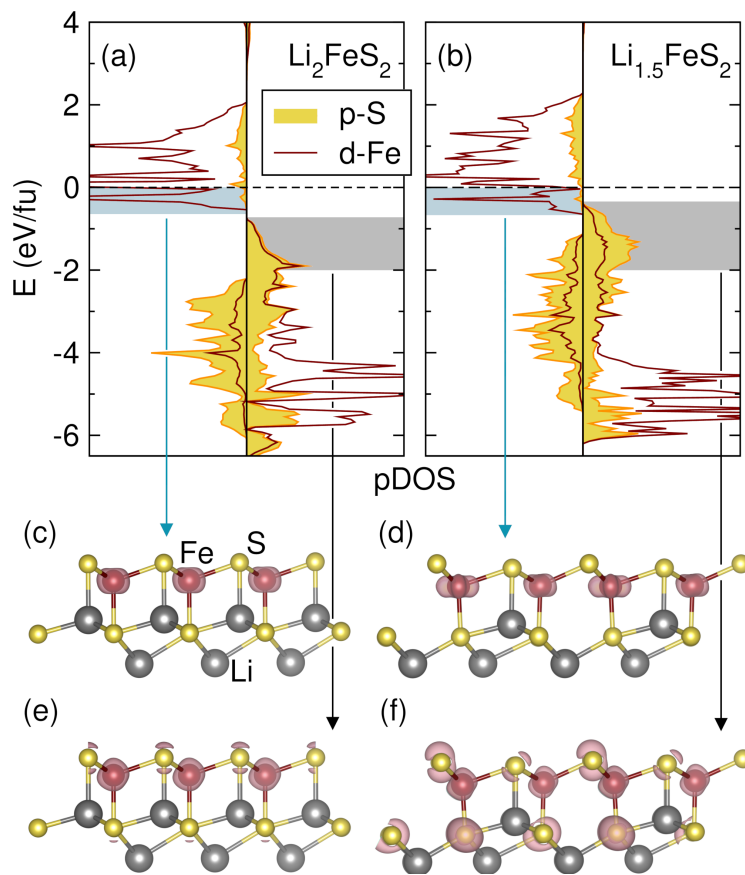 (a) Li₂FeS₂
(b) Li₁.₅FeS₂
p-S
d-Fe
E (eV/fu)
4
2
0
-2
-4
-6
pDOS
(c)
Fe
S
Li
(d)
(e)
(f)